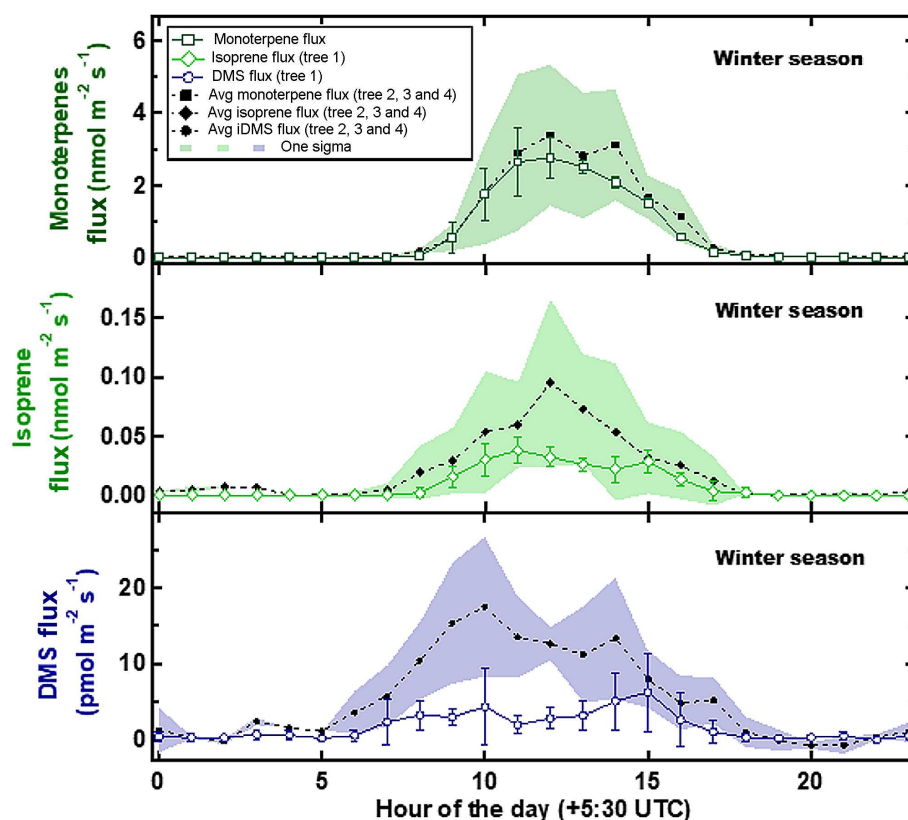 Monoterpenes
flux (nmol m⁻² s⁻¹)
6
4
2
0
Monoterpene flux
Isoprene flux (tree 1)
DMS flux (tree 1)
Avg monoterpene flux (tree 2, 3 and 4)
Avg isoprene flux (tree 2, 3 and 4)
Avg iDMS flux (tree 2, 3 and 4)
One sigma
Winter season
Isoprene
flux (nmol m⁻² s⁻¹)
0.15
0.10
0.05
0.00
Winter season
DMS flux
(pmol m⁻² s⁻¹)
20
10
0
Winter season
0 5 10 15 20
Hour of the day (+5:30 UTC)